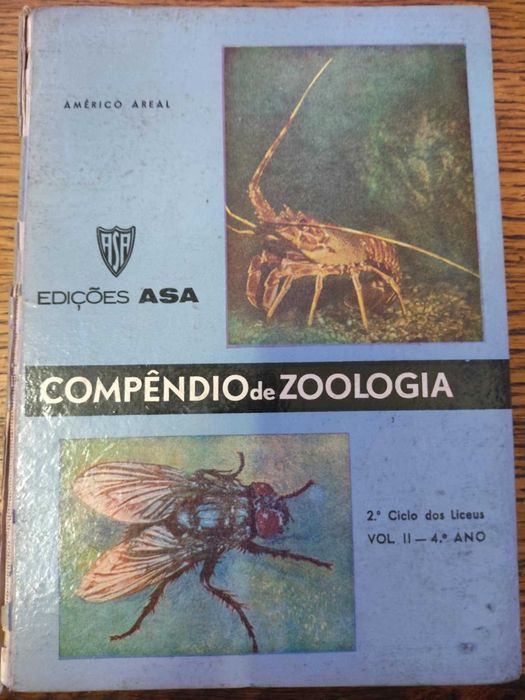 AMÉRICO AREAL
ASA
EDIÇÕES ASA
COMPÊNDIO de ZOOLOGIA
2.º Ciclo dos Liceus
VOL. II — 4.º ANO